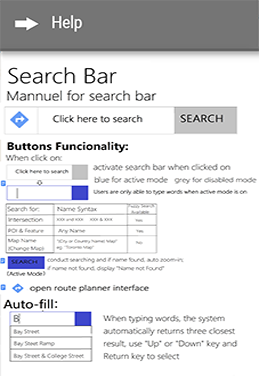 Help
Search Bar
Mannuel for search bar
Click here to search SEARCH
Buttons Funcionality:
When click on:
Click here to search activate search bar when clicked on
blue for active mode grey for disabled mode
Users are only able to type words when active mode is on
Search for: Name Syntax Fuzzy Search Available
Intersection XXX and XXX XXX & XXX No
POI & Feature Any Name Yes
Map Name (Change Map) "(City or Country Name) Map" eg. "Toronto Map" No
SEARCH conduct searching and if name found, auto zoom-in;
(Active Mode) if name not found, display "Name not Found"
open route planner interface
Auto-fill:
B
Bay Street
Bay Street Ramp
Bay Street & College Street
When typing words, the system
automatically returns three closest
result, use "Up" or "Down" key and
Return key to select